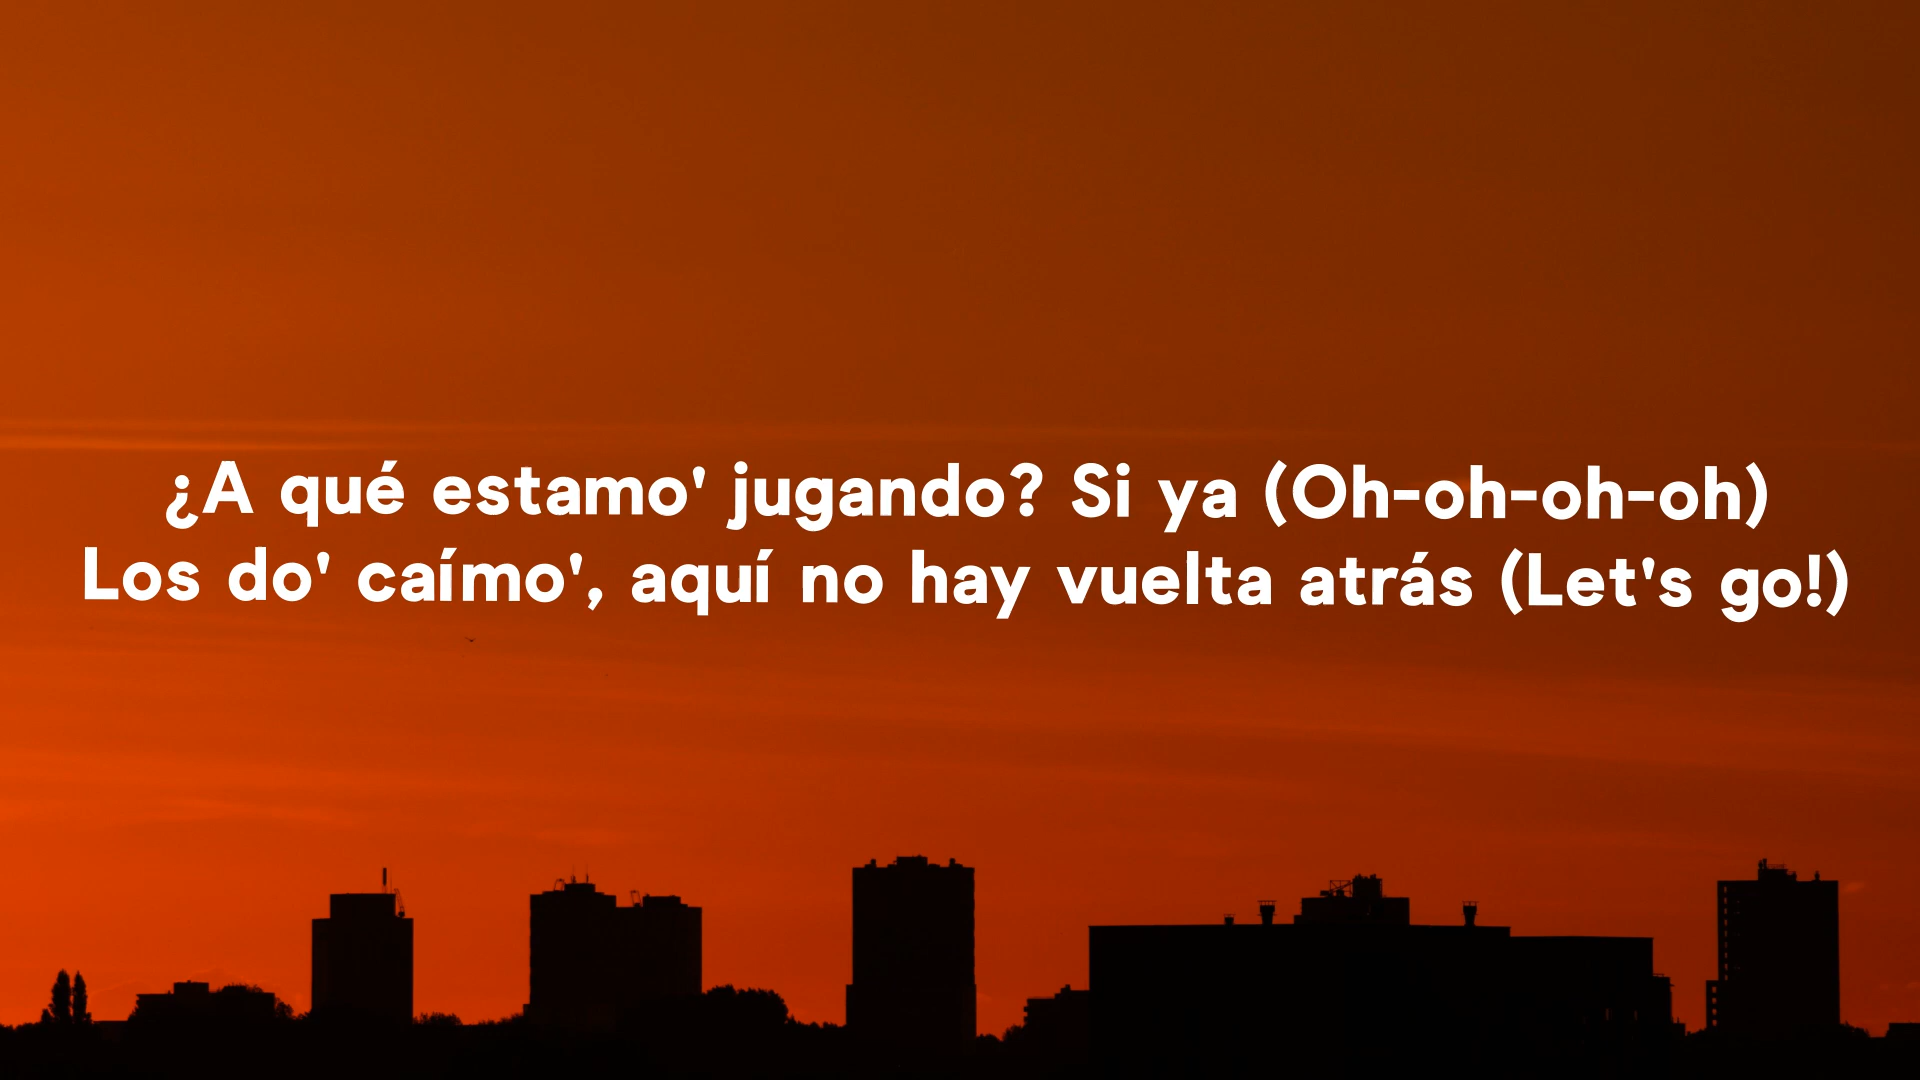 ¿A qué estamo' jugando? Si ya (Oh-oh-oh-oh)
Los do' caímo', aquí no hay vuelta atrás (Let's go!)